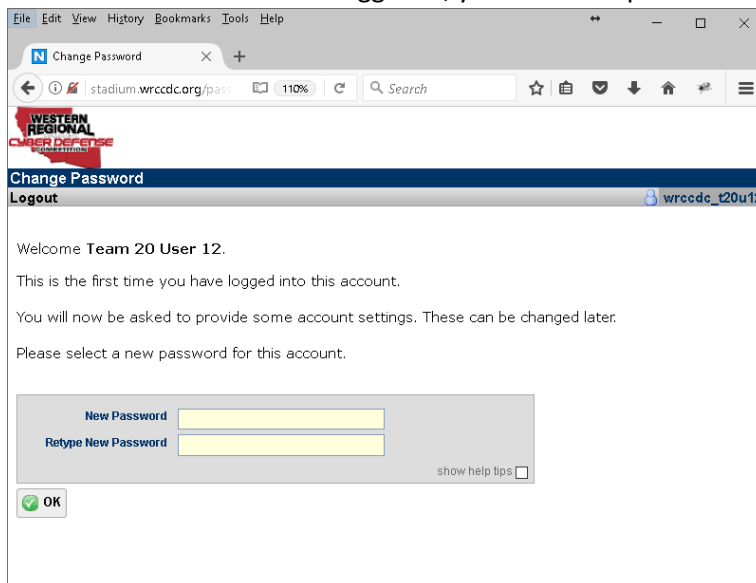 File Edit View History Bookmarks Tools Help
Change Password
stadium.wrccdc.org/pass 110% Search
WESTERN
REGIONAL
CYBER DEFENSE
COMPETITION
Change Password
Logout wrccdc_t20u12
Welcome Team 20 User 12.
This is the first time you have logged into this account.
You will now be asked to provide some account settings. These can be changed later.
Please select a new password for this account.
New Password
Retype New Password
show help tips
OK